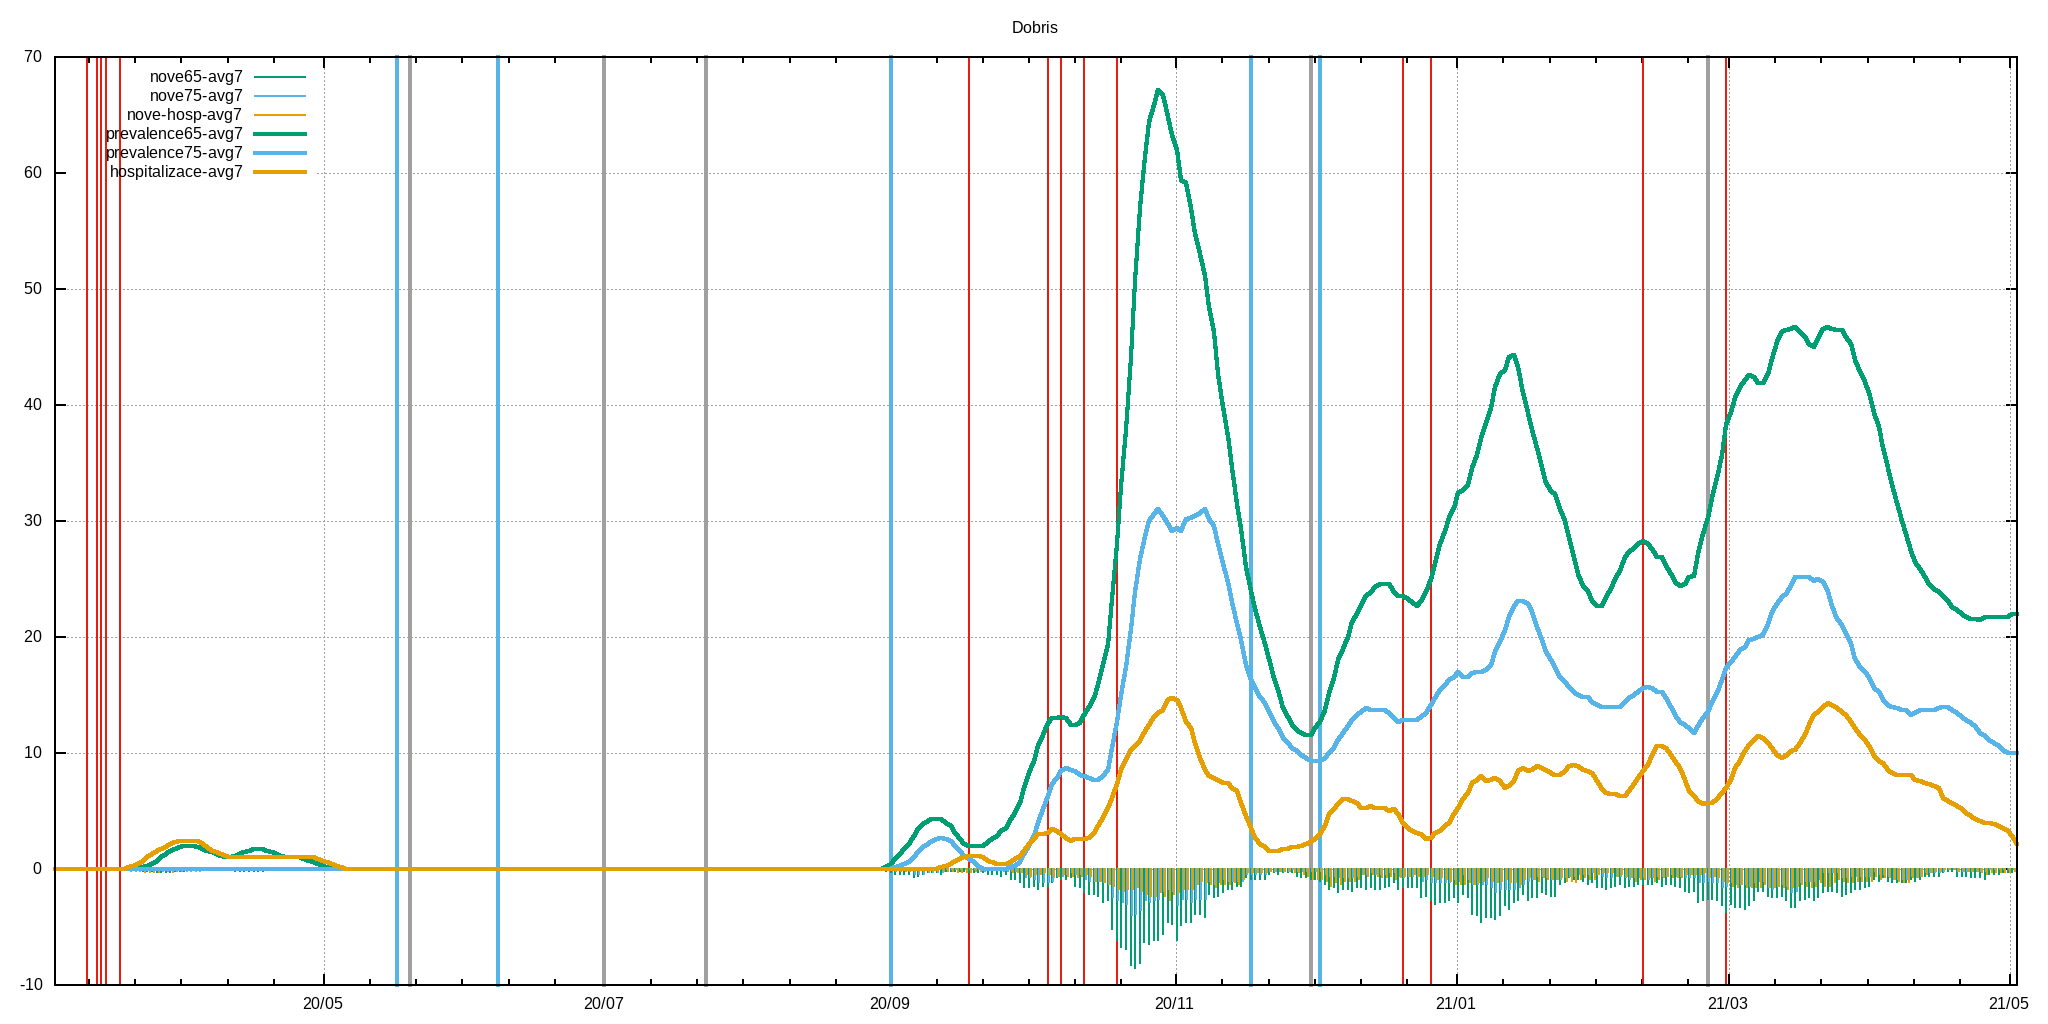 Dobris
70
60
50
40
30
20
10
0
-10
nove65-avg7
nove75-avg7
nove-hosp-avg7
prevalence65-avg7
prevalence75-avg7
hospitalizace-avg7
20/05 20/07 20/09 20/11 21/01 21/03 21/05